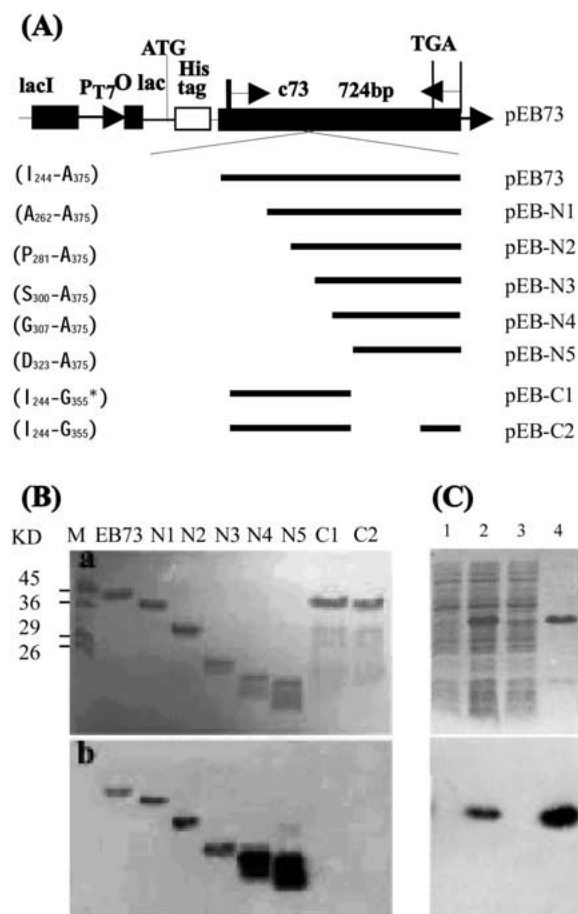 (A)
ATG
TGA
lacI PT7 O lac His tag c73 724bp pEB73
(I244-A375) pEB73
(A262-A375) pEB-N1
(P281-A375) pEB-N2
(S300-A375) pEB-N3
(G307-A375) pEB-N4
(D323-A375) pEB-N5
(I244-G355*) pEB-C1
(I244-G355) pEB-C2
(B)
(C)
KD M EB73 N1 N2 N3 N4 N5 C1 C2
1 2 3 4
a
45
36
29
26
b